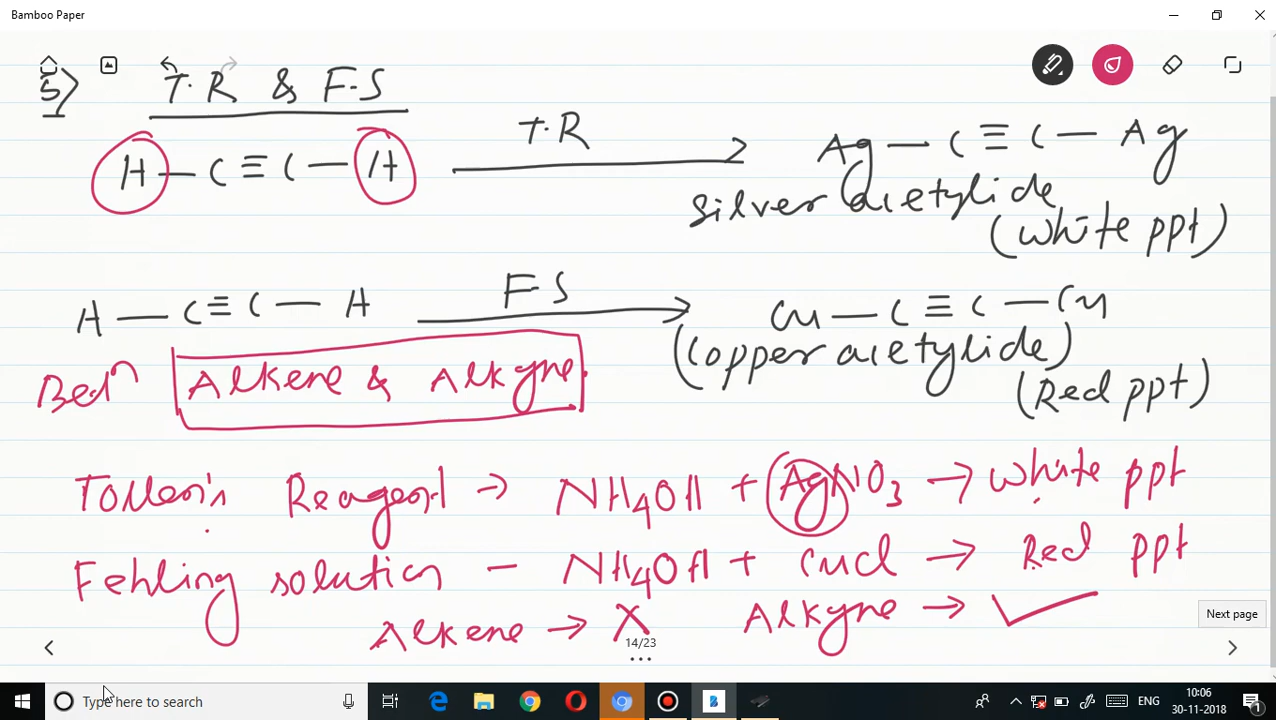 Bamboo Paper
5> T.R & F.S
H — C ≡ C — H T.R Ag — C ≡ C — Ag
Silver acetylide
(White ppt)
H — C ≡ C — H F.S Cu — C ≡ C — Cu
(Copper acetylide)
Bedn Alkene & Alkyne
(Red ppt)
Tollen's Reagent → NH4OH + AgNO3 → White ppt
Fehling solution - NH4OH + CuCl → Red ppt
Alkene → X Alkyne → ✓
Next page
14/23
Type here to search
ENG
10:06
30-11-2018
1